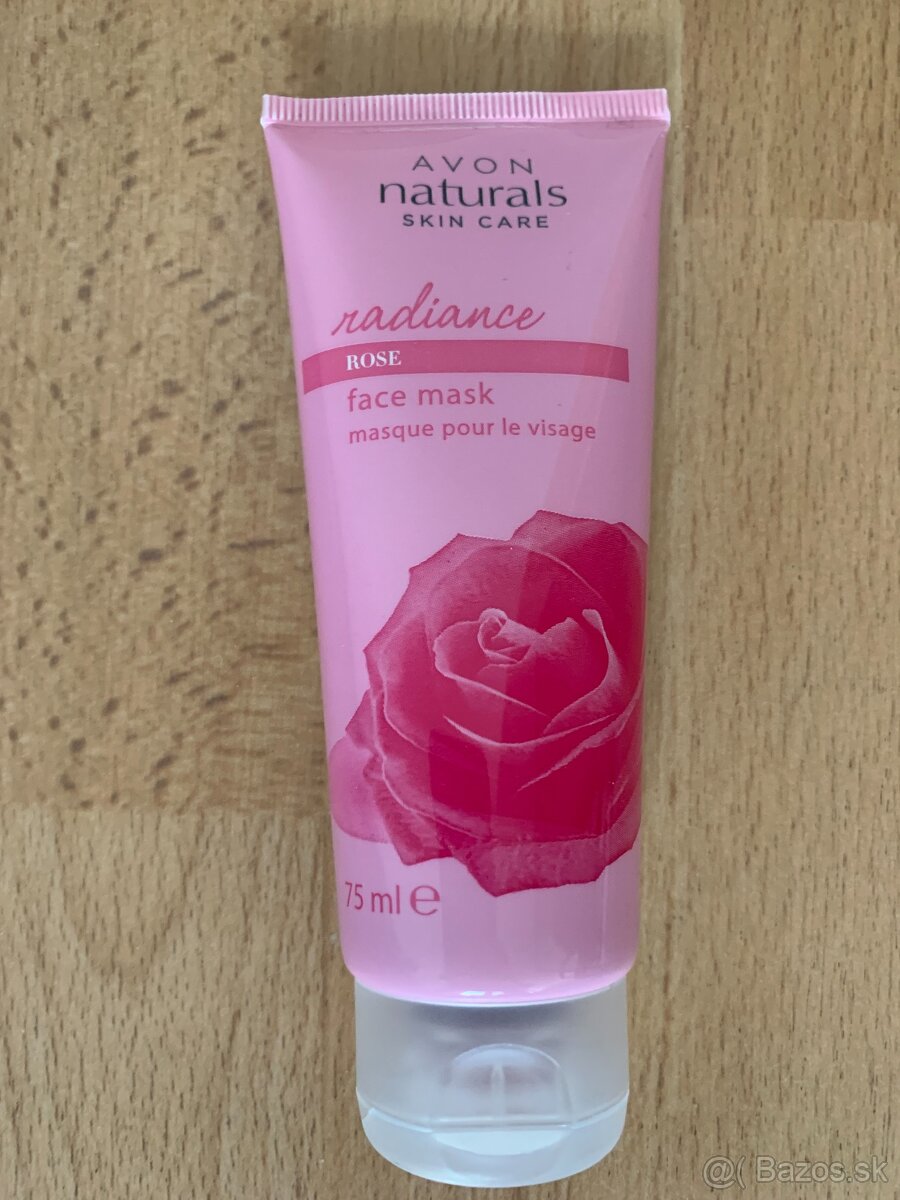 AVON
naturals
SKIN CARE
radiance
ROSE
face mask
masque pour le visage
75 ml ℮
@( Bazos.sk